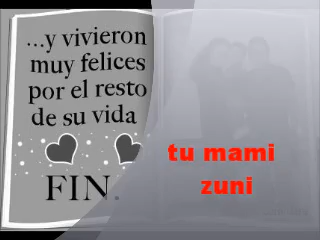 ...y vivieron
muy felices
por el resto
de su vida
FIN.
tu mami
zuni